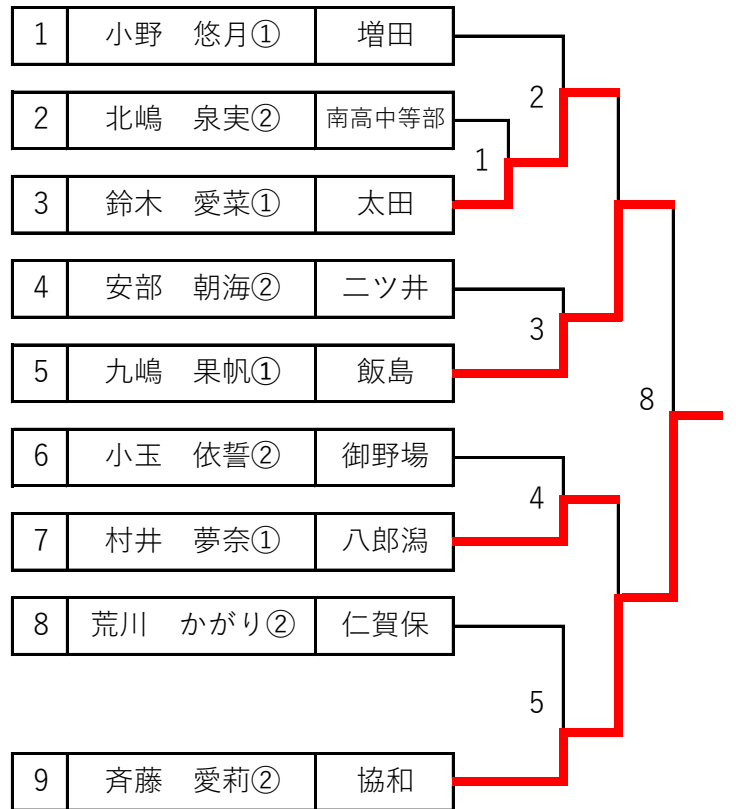 1 小野　悠月① 増田
2 北嶋　泉実② 南高中等部
3 鈴木　愛菜① 太田
4 安部　朝海② 二ツ井
5 九嶋　果帆① 飯島
6 小玉　依誓② 御野場
7 村井　夢奈① 八郎潟
8 荒川　かがり② 仁賀保
9 斉藤　愛莉② 協和
2
1
3
8
4
5